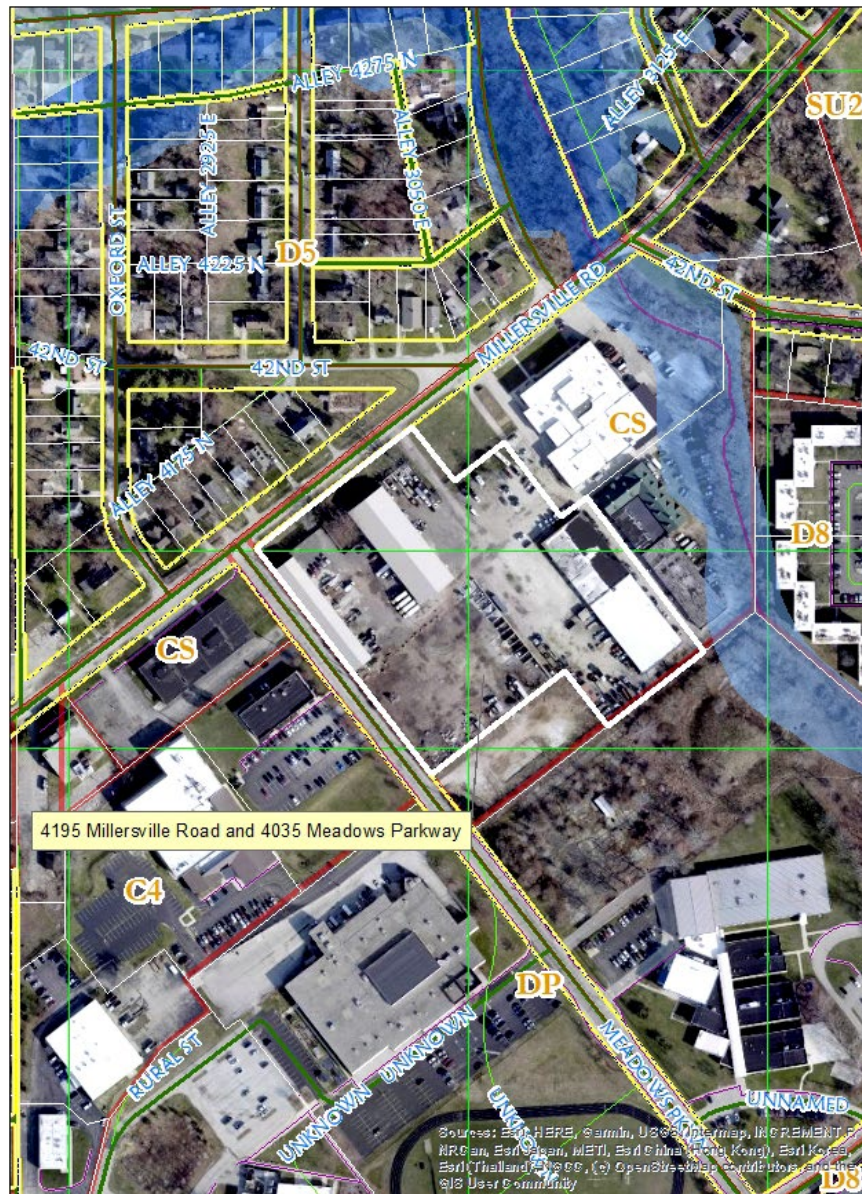 ALLEY 4275 N
ALLEY 3125 E
SU2
ALLEY 2925 E
ALLEY 3050 E
OXFORD ST
D5
ALLEY 4225 N
42ND ST
MILLERSVILLE RD
42ND ST
42ND ST
ALLEY 4175 N
CS
D8
CS
4195 Millersville Road and 4035 Meadows Parkway
C4
DP
RURAL ST
UNKNOWN
UNKNOWN
MEADOWS PKWY
UNNAMED
Sources: Esri, HERE, Garmin, USGS, Intermap, INCREMENT P,
NRCan, Esri Japan, METI, Esri China (Hong Kong), Esri Korea,
Esri (Thailand), NGCC, (c) OpenStreetMap contributors, and the
GIS User Community
D8